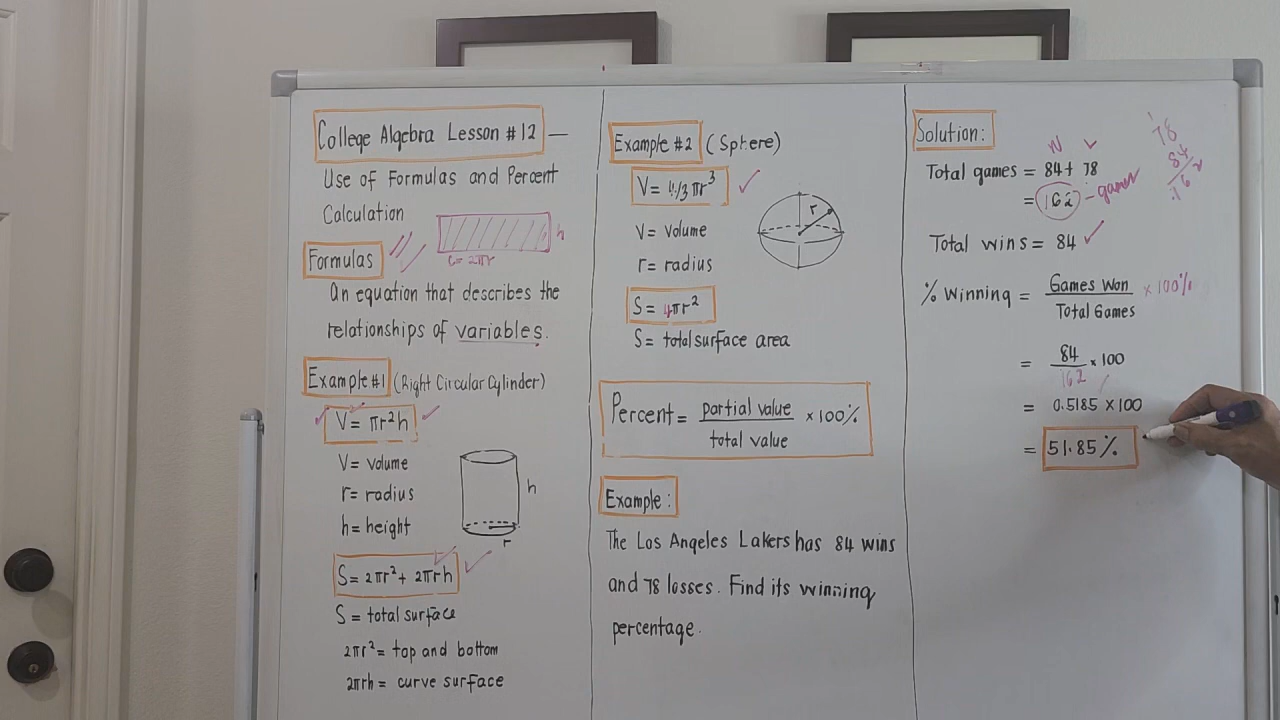 College Algebra Lesson #12 —
Use of Formulas and Percent
Calculation
c = 2πr
h
Formulas
An equation that describes the
relationships of variables.
Example #1 (Right Circular Cylinder)
V = πr²h
V = volume
r = radius
h = height
h
r
S = 2πr² + 2πrh
S = total surface
2πr² = top and bottom
2πrh = curve surface
Example #2 (Sphere)
V = 4/3 πr³
V = volume
r = radius
r
S = 4πr²
S = total surface area
Percent = partial value / total value × 100%
Example:
The Los Angeles Lakers has 84 wins
and 78 losses. Find its winning
percentage.
Solution:
W L
Total games = 84 + 78
= 162 - games
Total wins = 84
% Winning = Games Won / Total Games × 100%
= 84 / 162 × 100
= 0.5185 × 100
= 51.85%
1
78
84
162